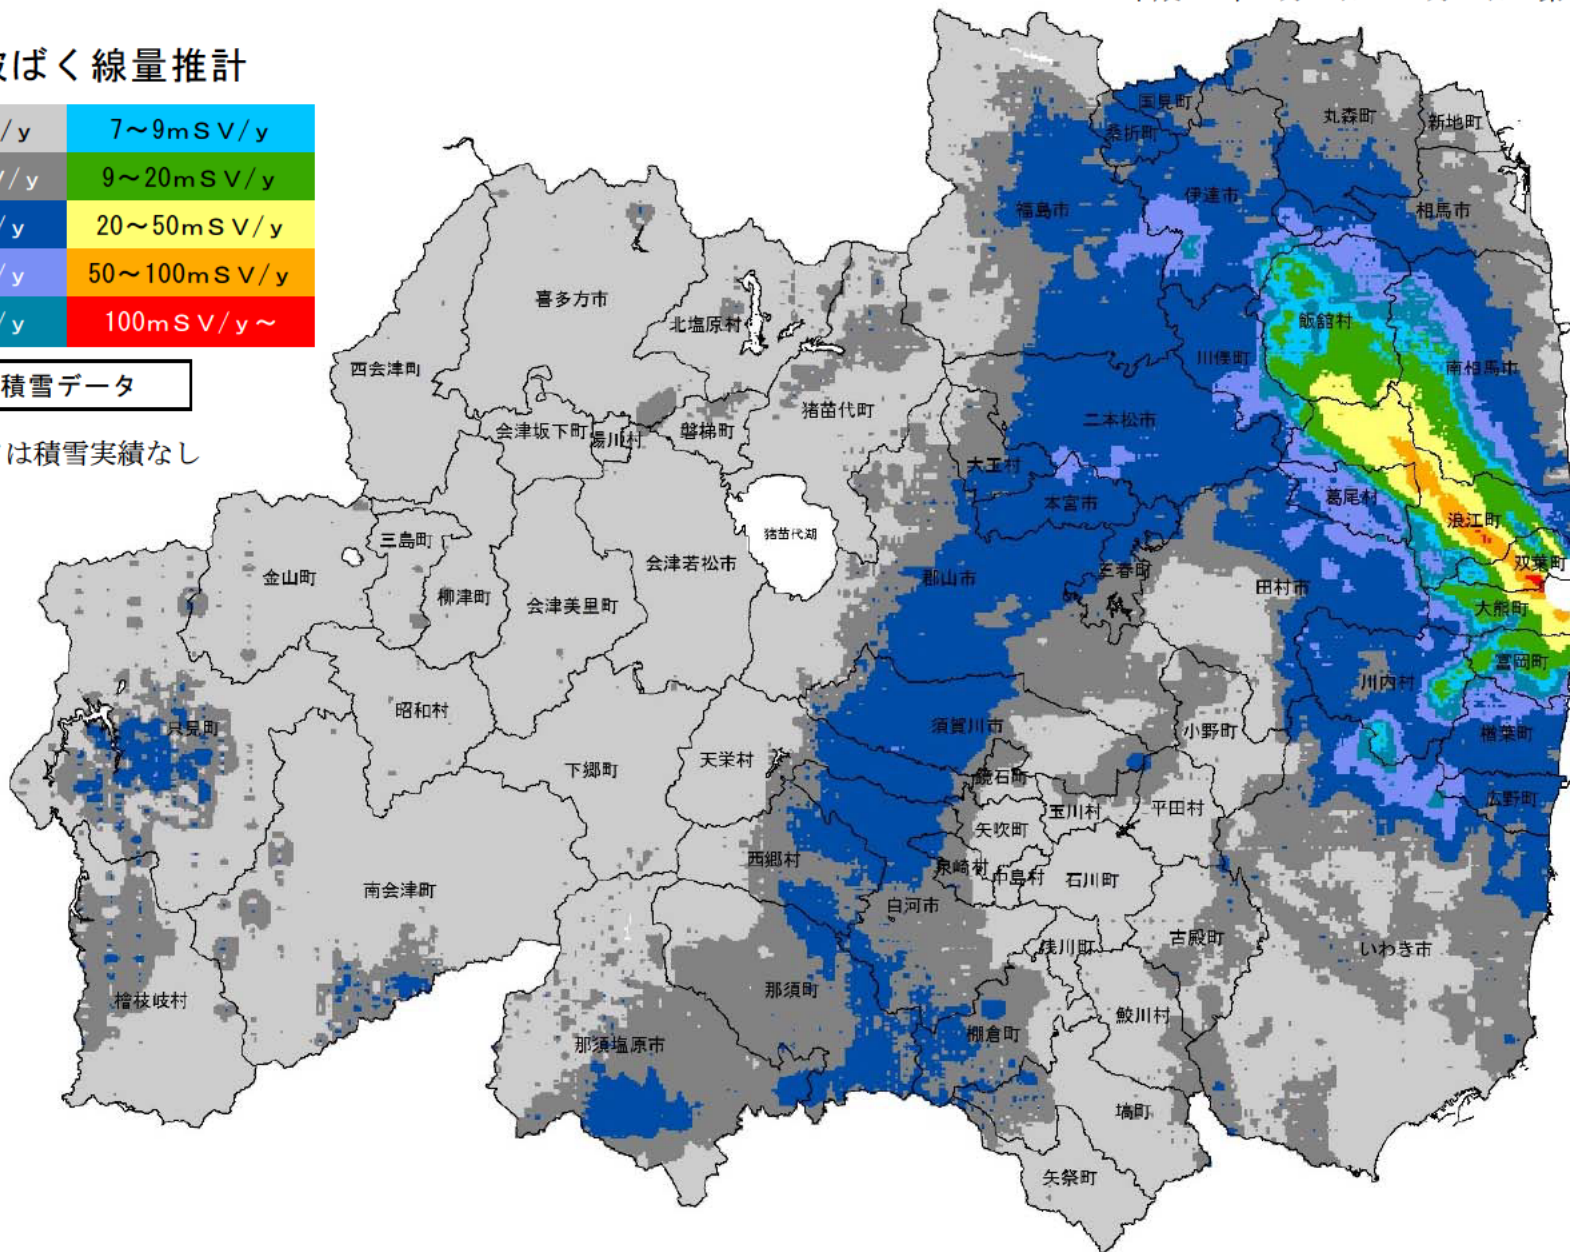 ばく線量推計
/y 7～9mSV/y
V/y 9～20mSV/y
/y 20～50mSV/y
/y 50～100mSV/y
/y 100mSV/y～
積雪データ
は積雪実績なし
国見町
桑折町
丸森町
新地町
伊達市
福島市
相馬市
喜多方市
北塩原村
飯舘村
川俣町
南相馬市
西会津町
猪苗代町
二本松市
会津坂下町
湯川村
磐梯町
大玉村
本宮市
葛尾村
浪江町
三島町
猪苗代湖
会津若松市
双葉町
金山町
柳津町
会津美里町
郡山市
三春町
田村市
大熊町
富岡町
川内村
昭和村
只見町
須賀川市
小野町
楢葉町
下郷町
天栄村
鏡石町
広野町
玉川村
平田村
矢吹町
西郷村
泉崎村
中島村
石川町
南会津町
白河市
浅川町
古殿町
いわき市
檜枝岐村
那須町
鮫川村
棚倉町
那須塩原市
塙町
矢祭町